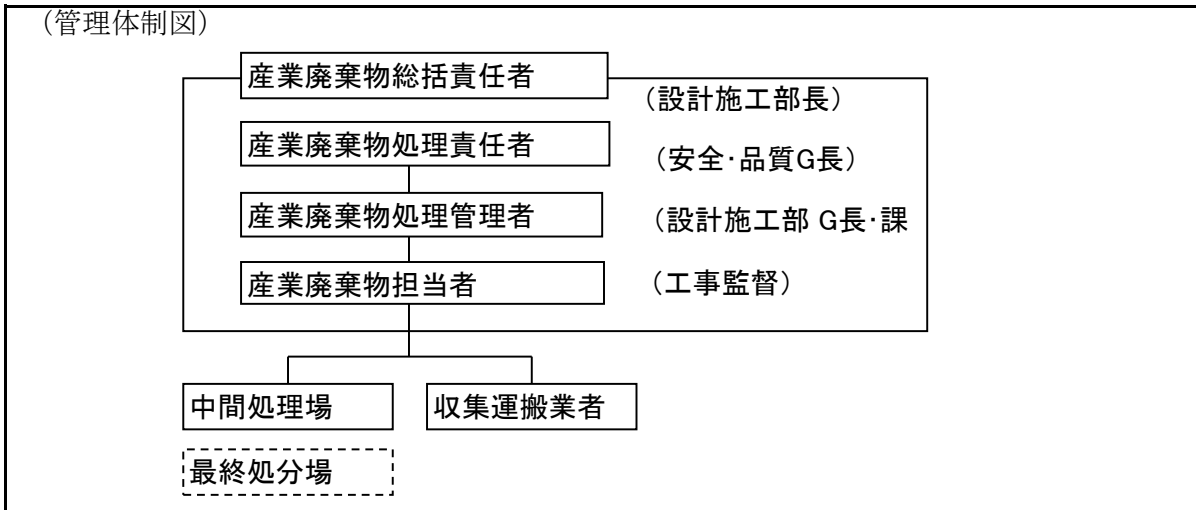 （管理体制図）
産業廃棄物総括責任者
（設計施工部長）
産業廃棄物処理責任者
（安全・品質G長）
産業廃棄物処理管理者
（設計施工部 G長・課
産業廃棄物担当者
（工事監督）
中間処理場
収集運搬業者
最終処分場